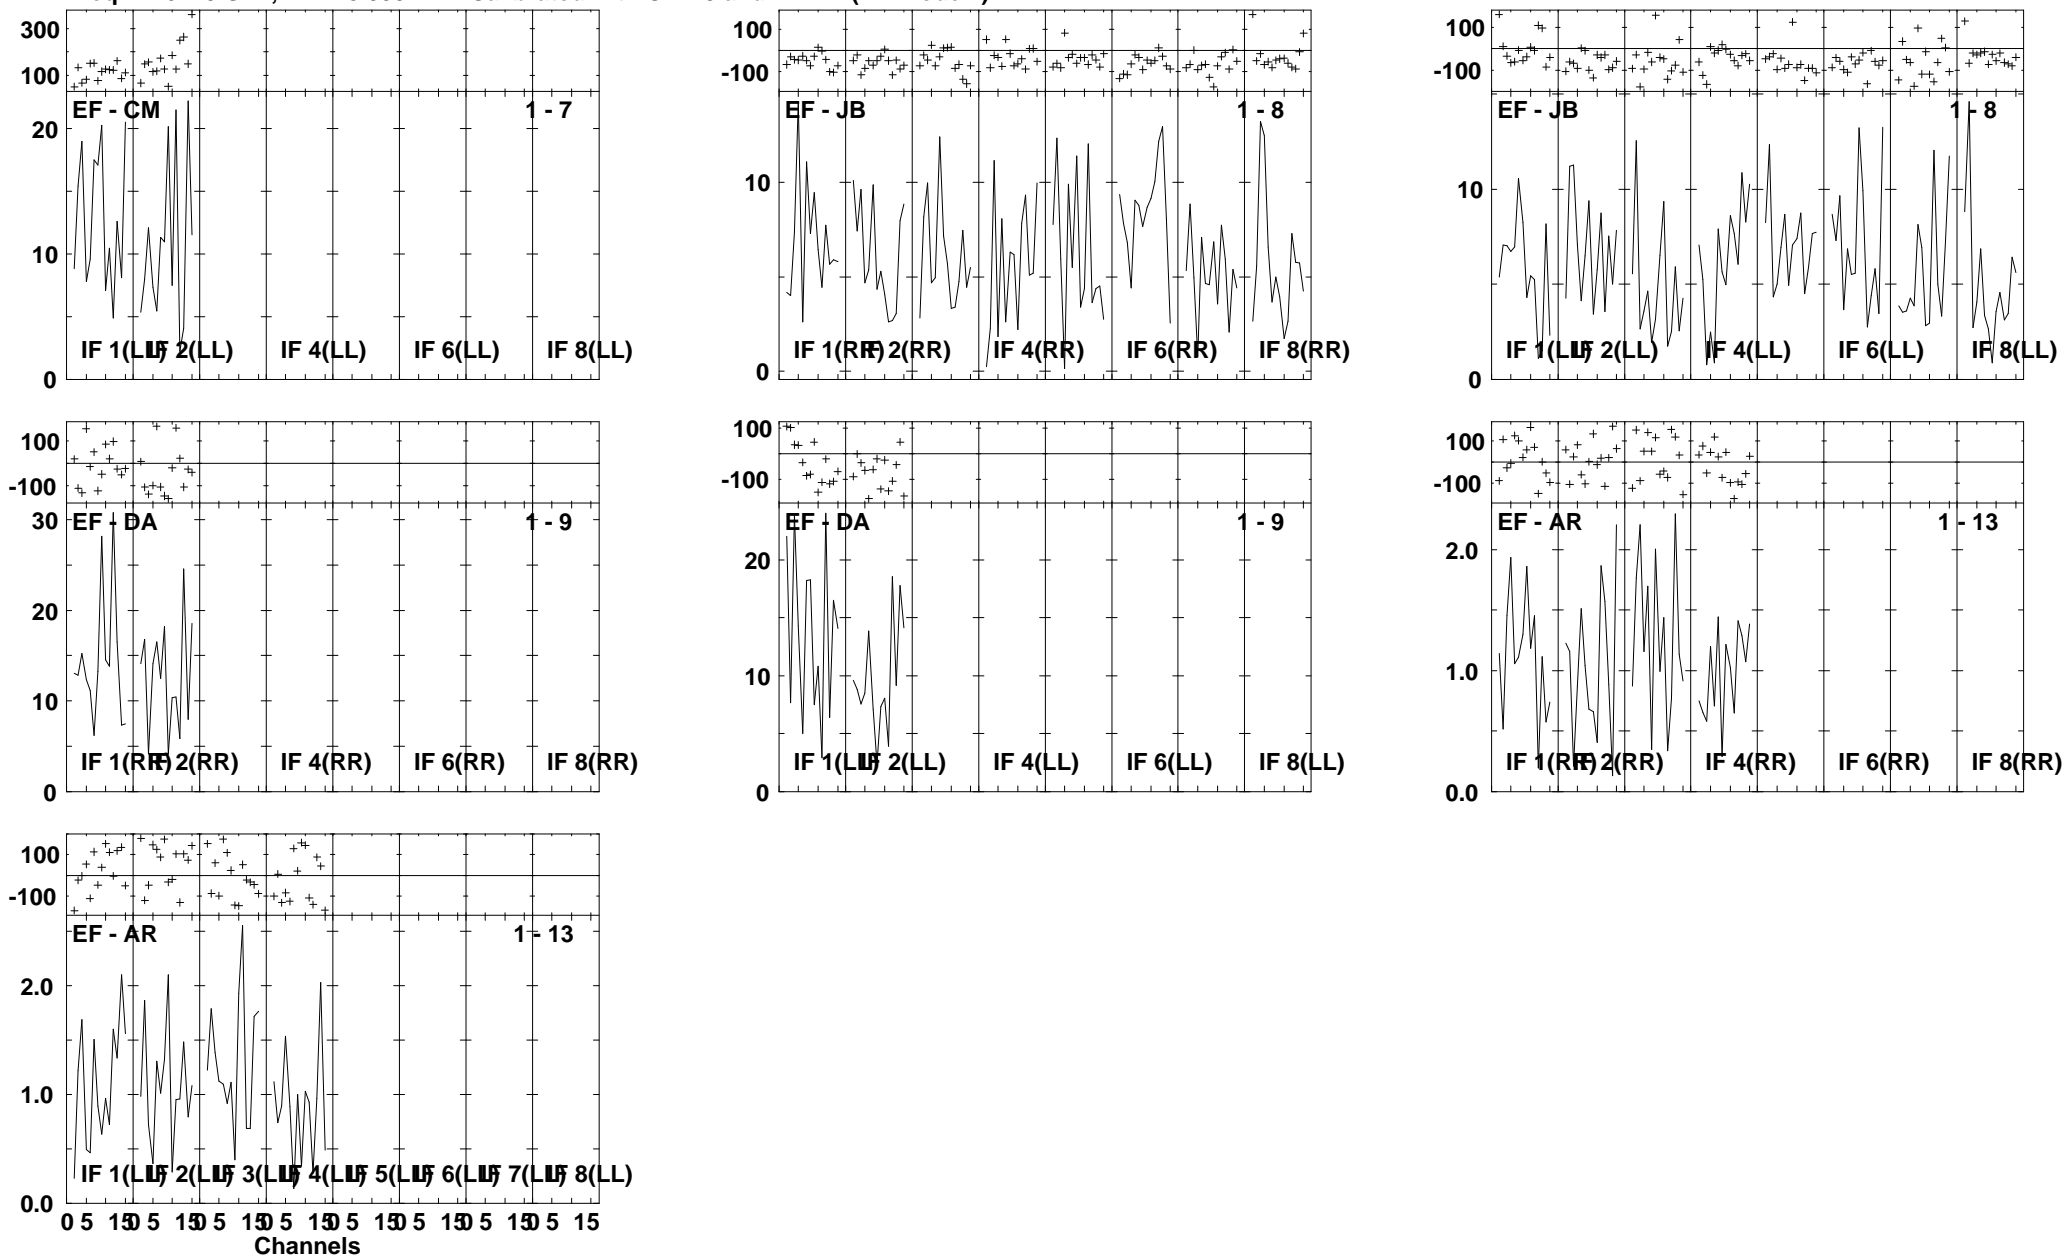 300
100
EF - CM 1 - 7
20
10
0
IF 1(LL) IF 2(LL) IF 4(LL) IF 6(LL) IF 8(LL)
100
-100
EF - JB 1 - 8
10
0
IF 1(RR) IF 2(RR) IF 4(RR) IF 6(RR) IF 8(RR)
100
-100
EF - JB 1 - 8
10
0
IF 1(LL) IF 2(LL) IF 4(LL) IF 6(LL) IF 8(LL)
100
-100
EF - DA 1 - 9
30
20
10
0
IF 1(RR) IF 2(RR) IF 4(RR) IF 6(RR) IF 8(RR)
100
-100
EF - DA 1 - 9
20
10
0
IF 1(LL) IF 2(LL) IF 4(LL) IF 6(LL) IF 8(LL)
100
-100
EF - AR 1 - 13
2.0
1.0
0.0
IF 1(RR) IF 2(RR) IF 4(RR) IF 6(RR) IF 8(RR)
100
-100
EF - AR 1 - 13
2.0
1.0
0.0
IF 1(LL) IF 2(LL) IF 3(LL) IF 4(LL) IF 5(LL) IF 6(LL) IF 7(LL) IF 8(LL)
0 5 15 0 5 15 0 5 15 0 5 15 0 5 15 0 5 15 0 5 15 0 5 15
Channels